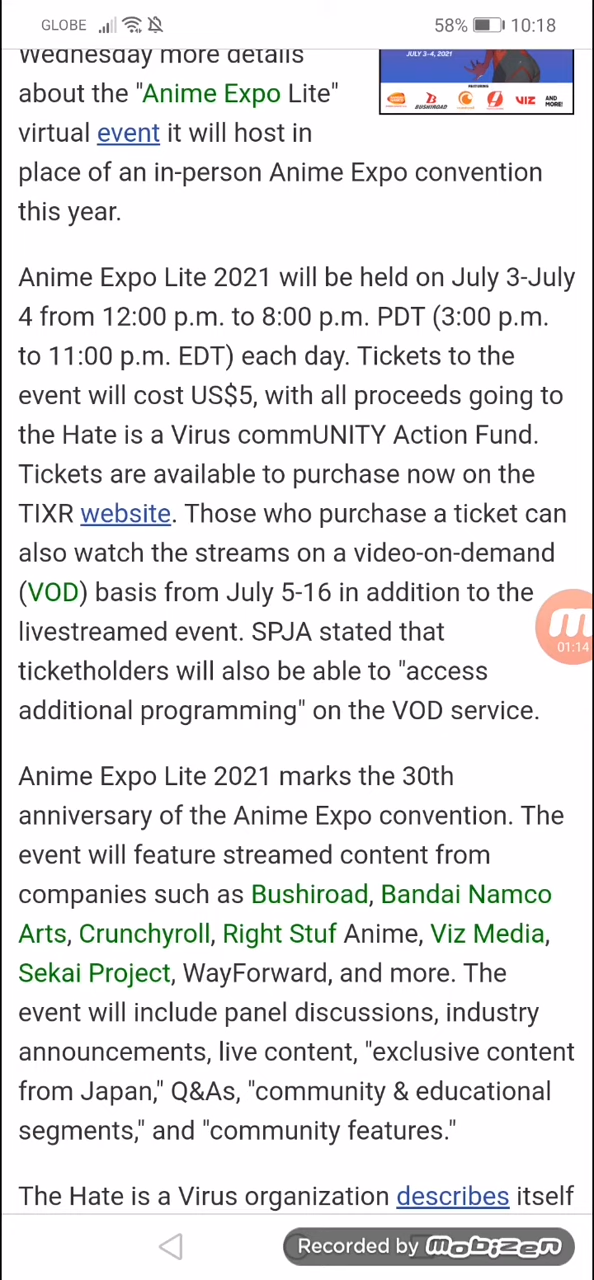 GLOBE
58% 10:18
JULY 3-4, 2021
FEATURING
BUSHIROAD VIZ AND MORE!
Wednesday more details
about the "Anime Expo Lite"
virtual event it will host in
place of an in-person Anime Expo convention
this year.
Anime Expo Lite 2021 will be held on July 3-July
4 from 12:00 p.m. to 8:00 p.m. PDT (3:00 p.m.
to 11:00 p.m. EDT) each day. Tickets to the
event will cost US$5, with all proceeds going to
the Hate is a Virus commUNITY Action Fund.
Tickets are available to purchase now on the
TIXR website. Those who purchase a ticket can
also watch the streams on a video-on-demand
(VOD) basis from July 5-16 in addition to the
livestreamed event. SPJA stated that
m
01:14
ticketholders will also be able to "access
additional programming" on the VOD service.
Anime Expo Lite 2021 marks the 30th
anniversary of the Anime Expo convention. The
event will feature streamed content from
companies such as Bushiroad, Bandai Namco
Arts, Crunchyroll, Right Stuf Anime, Viz Media,
Sekai Project, WayForward, and more. The
event will include panel discussions, industry
announcements, live content, "exclusive content
from Japan," Q&As, "community & educational
segments," and "community features."
The Hate is a Virus organization describes itself
Recorded by mobizen